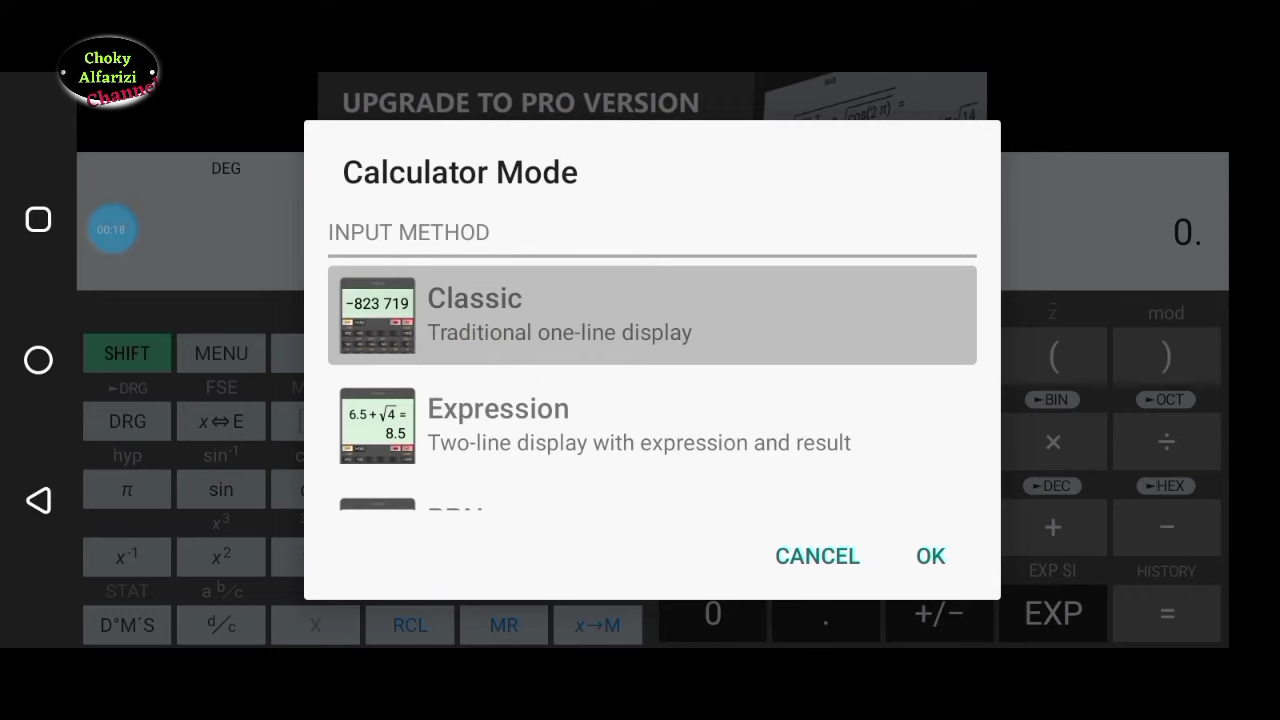 Choky
Alfarizi
Channel
UPGRADE TO PRO VERSION
Calculator Mode
INPUT METHOD
−823 719
Classic
Traditional one-line display
6.5 + √4 =
8.5
Expression
Two-line display with expression and result
CANCEL
OK
DEG
00:18
0.
z̄
mod
SHIFT
MENU
(
)
►DRG
FSE
►BIN
►OCT
DRG
x⇔E
×
÷
hyp
sin⁻¹
►DEC
►HEX
π
sin
+
−
x³
x⁻¹
x²
EXP SI
HISTORY
STAT
a b/c
D°M´S
d/c
X
RCL
MR
x→M
0
.
+/−
EXP
=